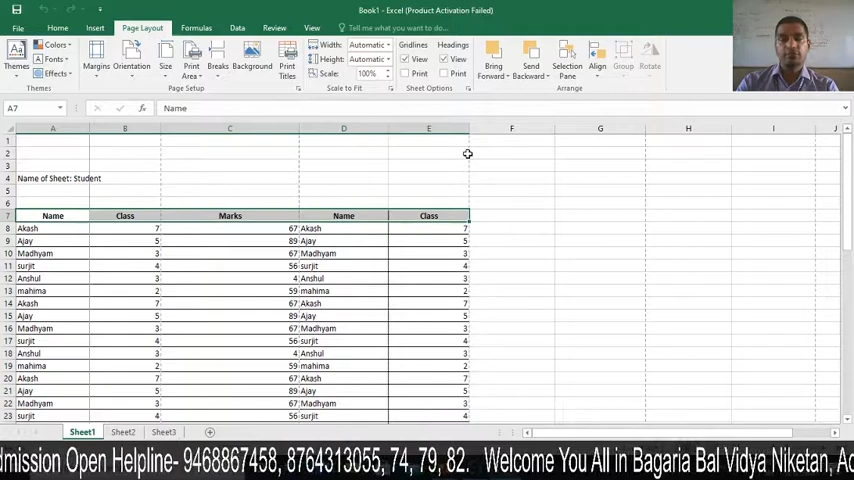 Book1 - Excel (Product Activation Failed)
File Home Insert Page Layout Formulas Data Review View Tell me what you want to do...
Themes Colors Fonts Effects Themes
Margins Orientation Size Print Area Breaks Background Print Titles Page Setup
Width: Automatic Height: Automatic Scale: 100% Scale to Fit
Gridlines View Print Headings View Print Sheet Options
Bring Forward Send Backward Selection Pane Align Group Rotate Arrange
A7 fx Name
A B C D E F G H I J
1
2
3
4 Name of Sheet: Student
5
6
7 Name Class Marks Name Class
8 Akash 7 67 Akash 7
9 Ajay 5 89 Ajay 5
10 Madhyam 3 67 Madhyam 3
11 surjit 4 56 surjit 4
12 Anshul 3 4 Anshul 3
13 mahima 2 59 mahima 2
14 Akash 7 67 Akash 7
15 Ajay 5 89 Ajay 5
16 Madhyam 3 67 Madhyam 3
17 surjit 4 56 surjit 4
18 Anshul 3 4 Anshul 3
19 mahima 2 59 mahima 2
20 Akash 7 67 Akash 7
21 Ajay 5 89 Ajay 5
22 Madhyam 3 67 Madhyam 3
23 surjit 4 56 surjit 4
Sheet1 Sheet2 Sheet3
dmission Open Helpline- 9468867458, 8764313055, 74, 79, 82. Welcome You All in Bagaria Bal Vidya Niketan, Ac